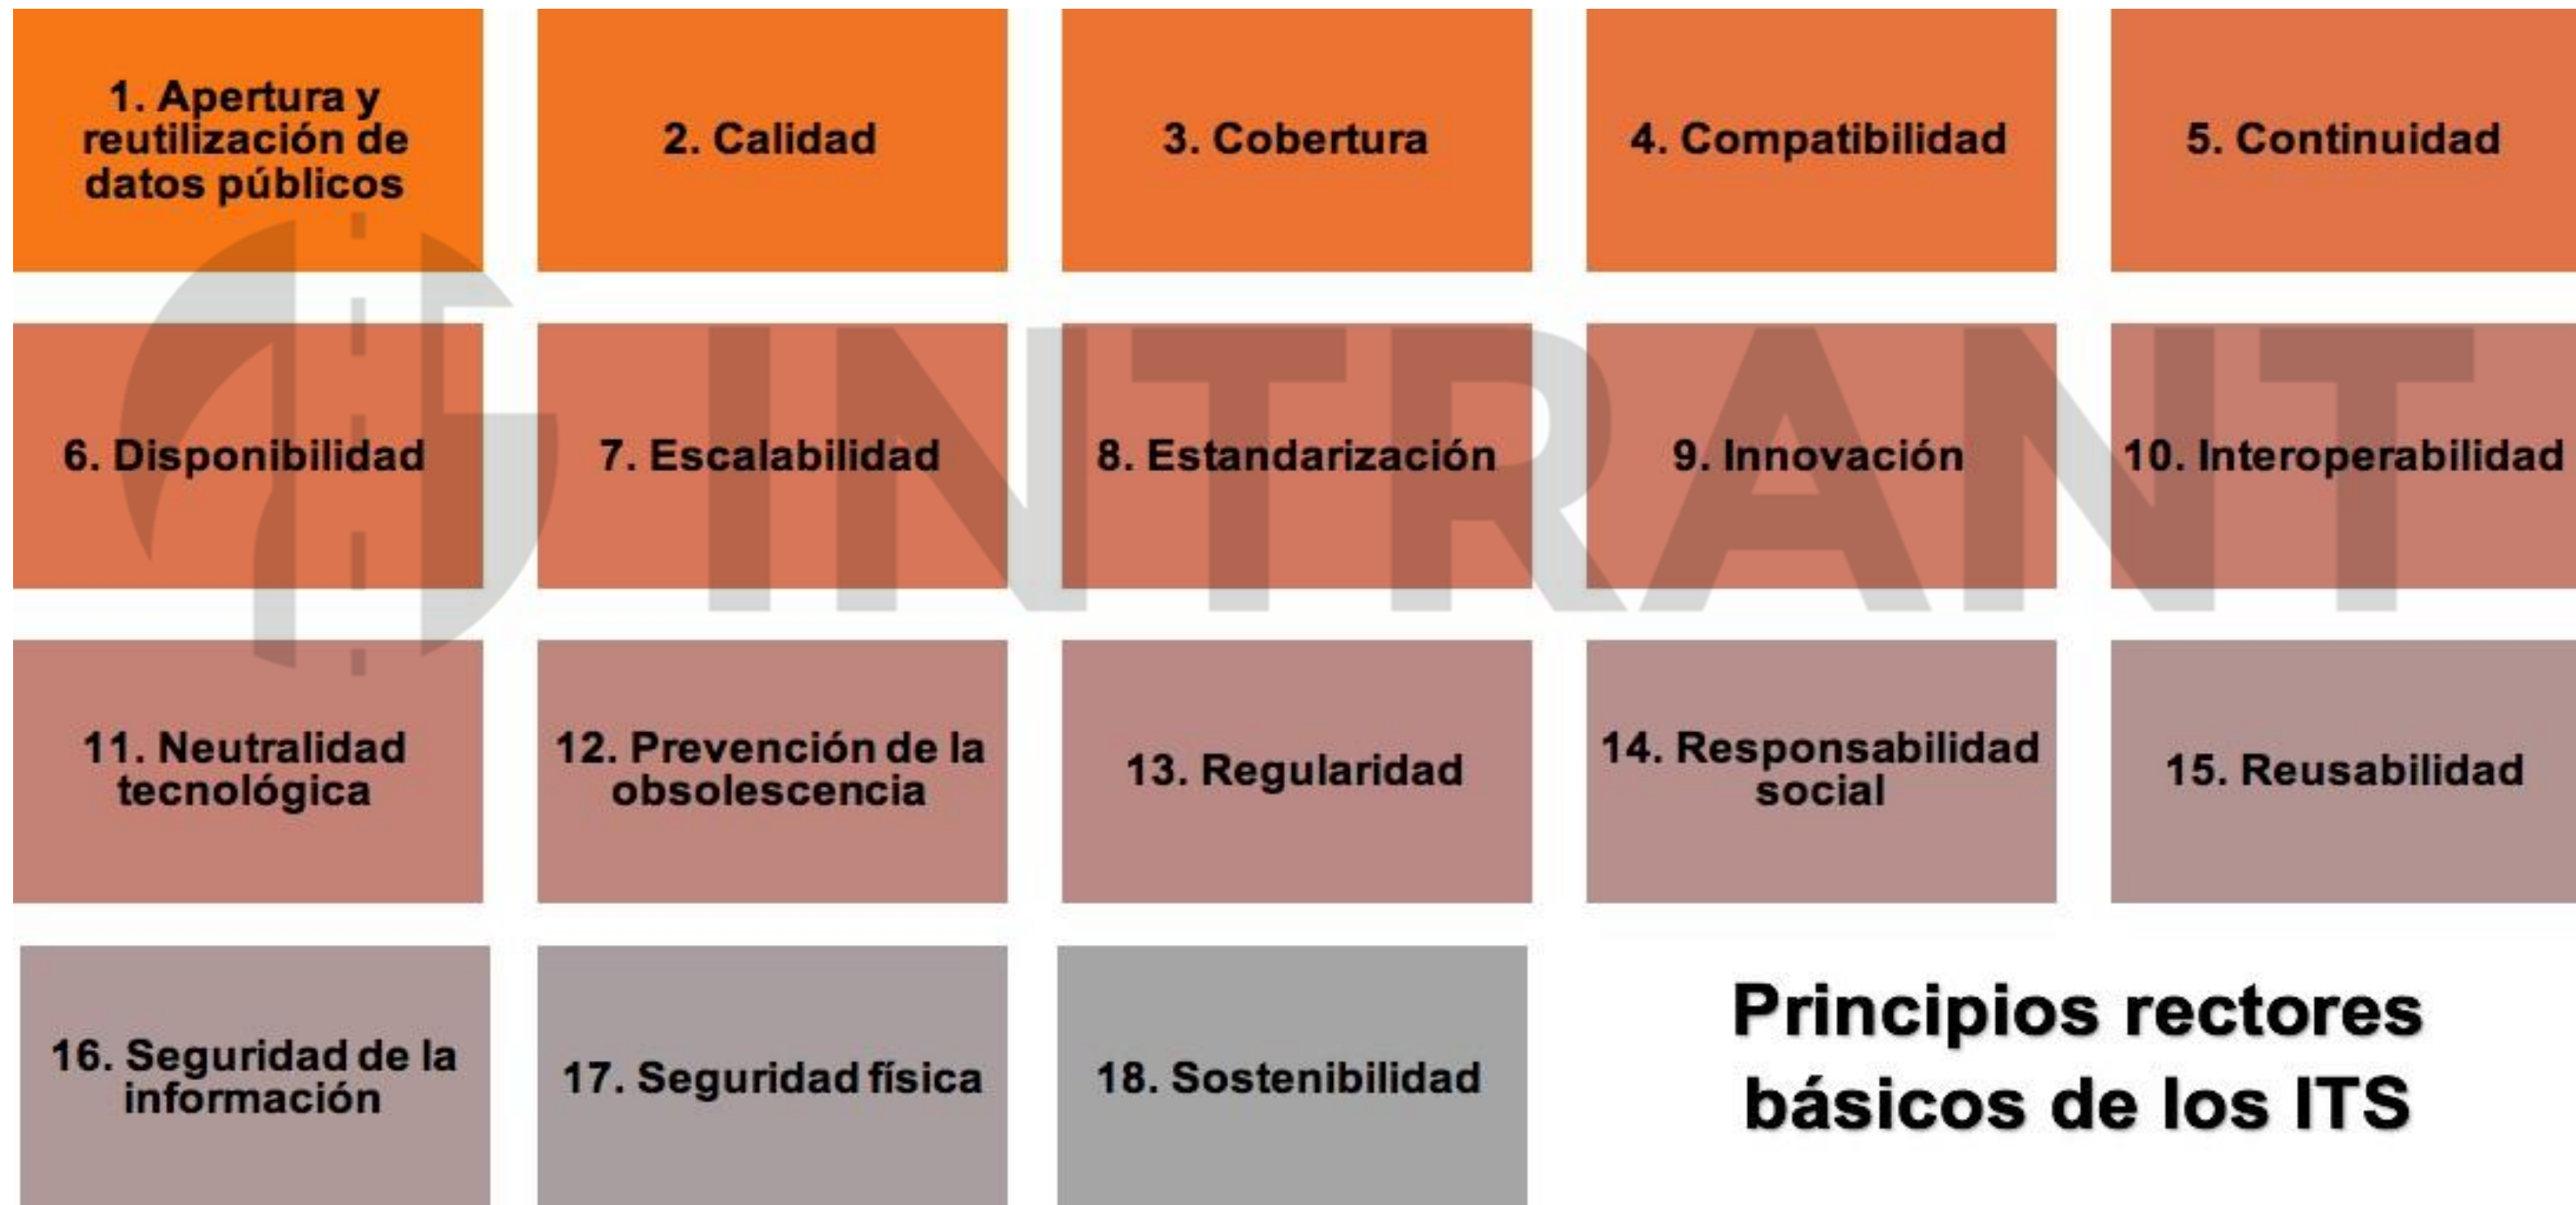 1. Apertura y
reutilización de
datos públicos
2. Calidad
3. Cobertura
4. Compatibilidad
5. Continuidad
6. Disponibilidad
7. Escalabilidad
8. Estandarización
9. Innovación
10. Interoperabilidad
INTRANT
11. Neutralidad
tecnológica
12. Prevención de la
obsolescencia
13. Regularidad
14. Responsabilidad
social
15. Reusabilidad
16. Seguridad de la
información
17. Seguridad física
18. Sostenibilidad
Principios rectores
básicos de los ITS